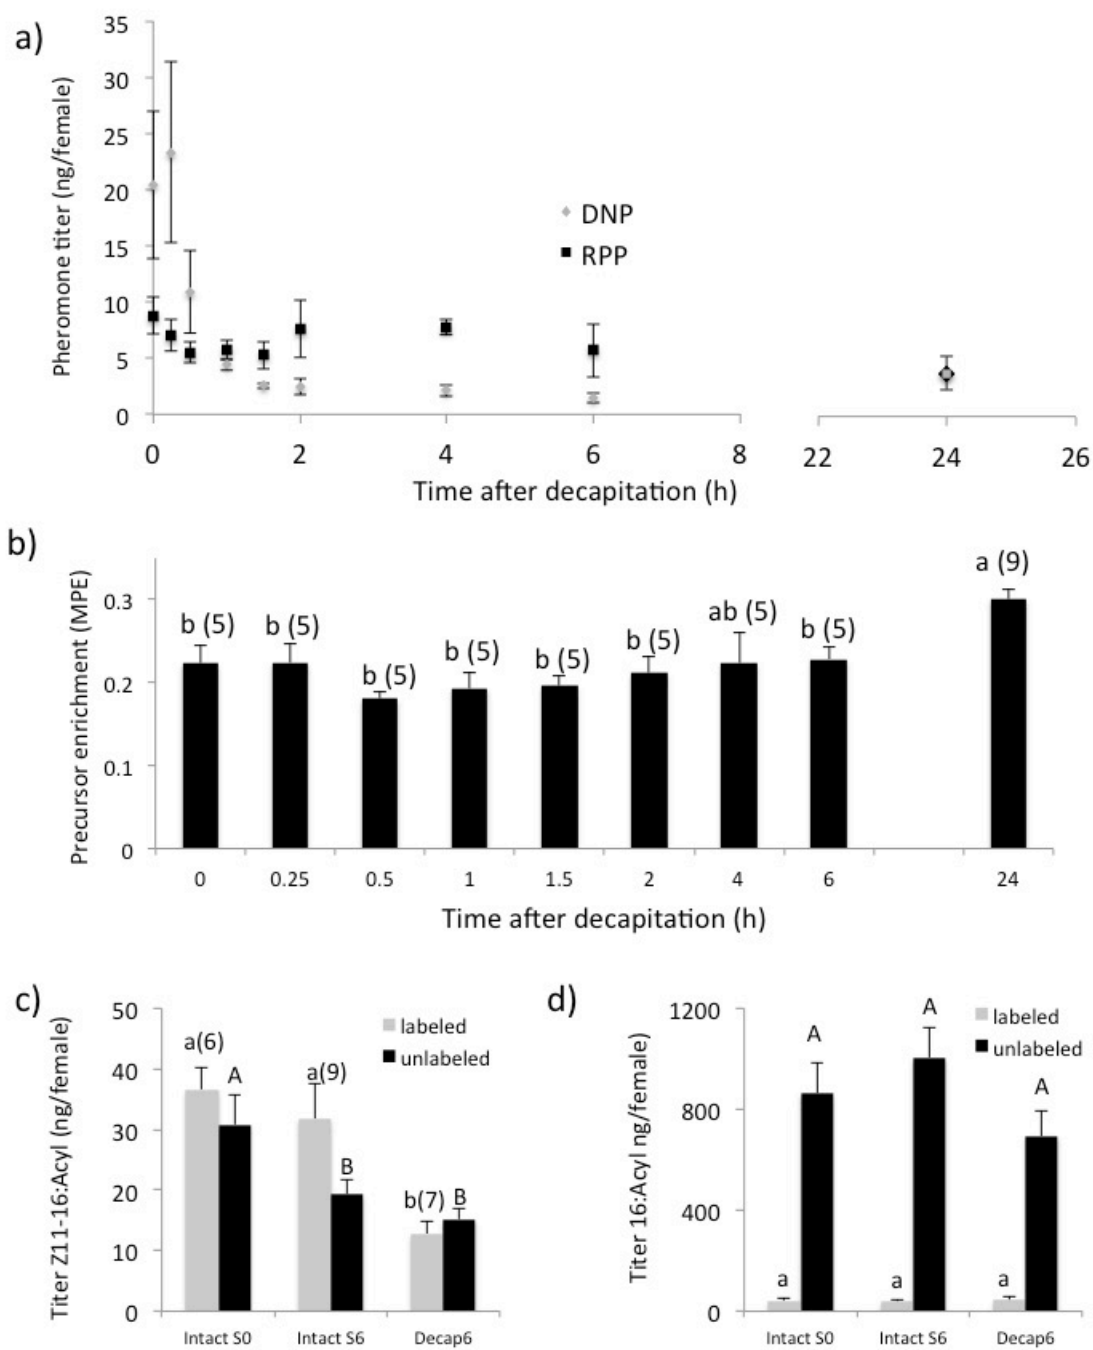 a)
Pheromone titer (ng/female)
35
30
25
20
15
10
5
0
DNP
RPP
0 2 4 6 8 22 24 26
Time after decapitation (h)
b)
Precursor enrichment (MPE)
0.3
0.2
0.1
0
b (5) b (5) b (5) b (5) b (5) b (5) ab (5) b (5) a (9)
0 0.25 0.5 1 1.5 2 4 6 24
Time after decapitation (h)
c)
Titer Z11-16:Acyl (ng/female)
50
40
30
20
10
0
labeled
unlabeled
a(6) A a(9) B b(7) B
Intact S0 Intact S6 Decap6
d)
Titer 16:Acyl ng/female)
1200
800
400
0
labeled
unlabeled
A A A
a a a
Intact S0 Intact S6 Decap6